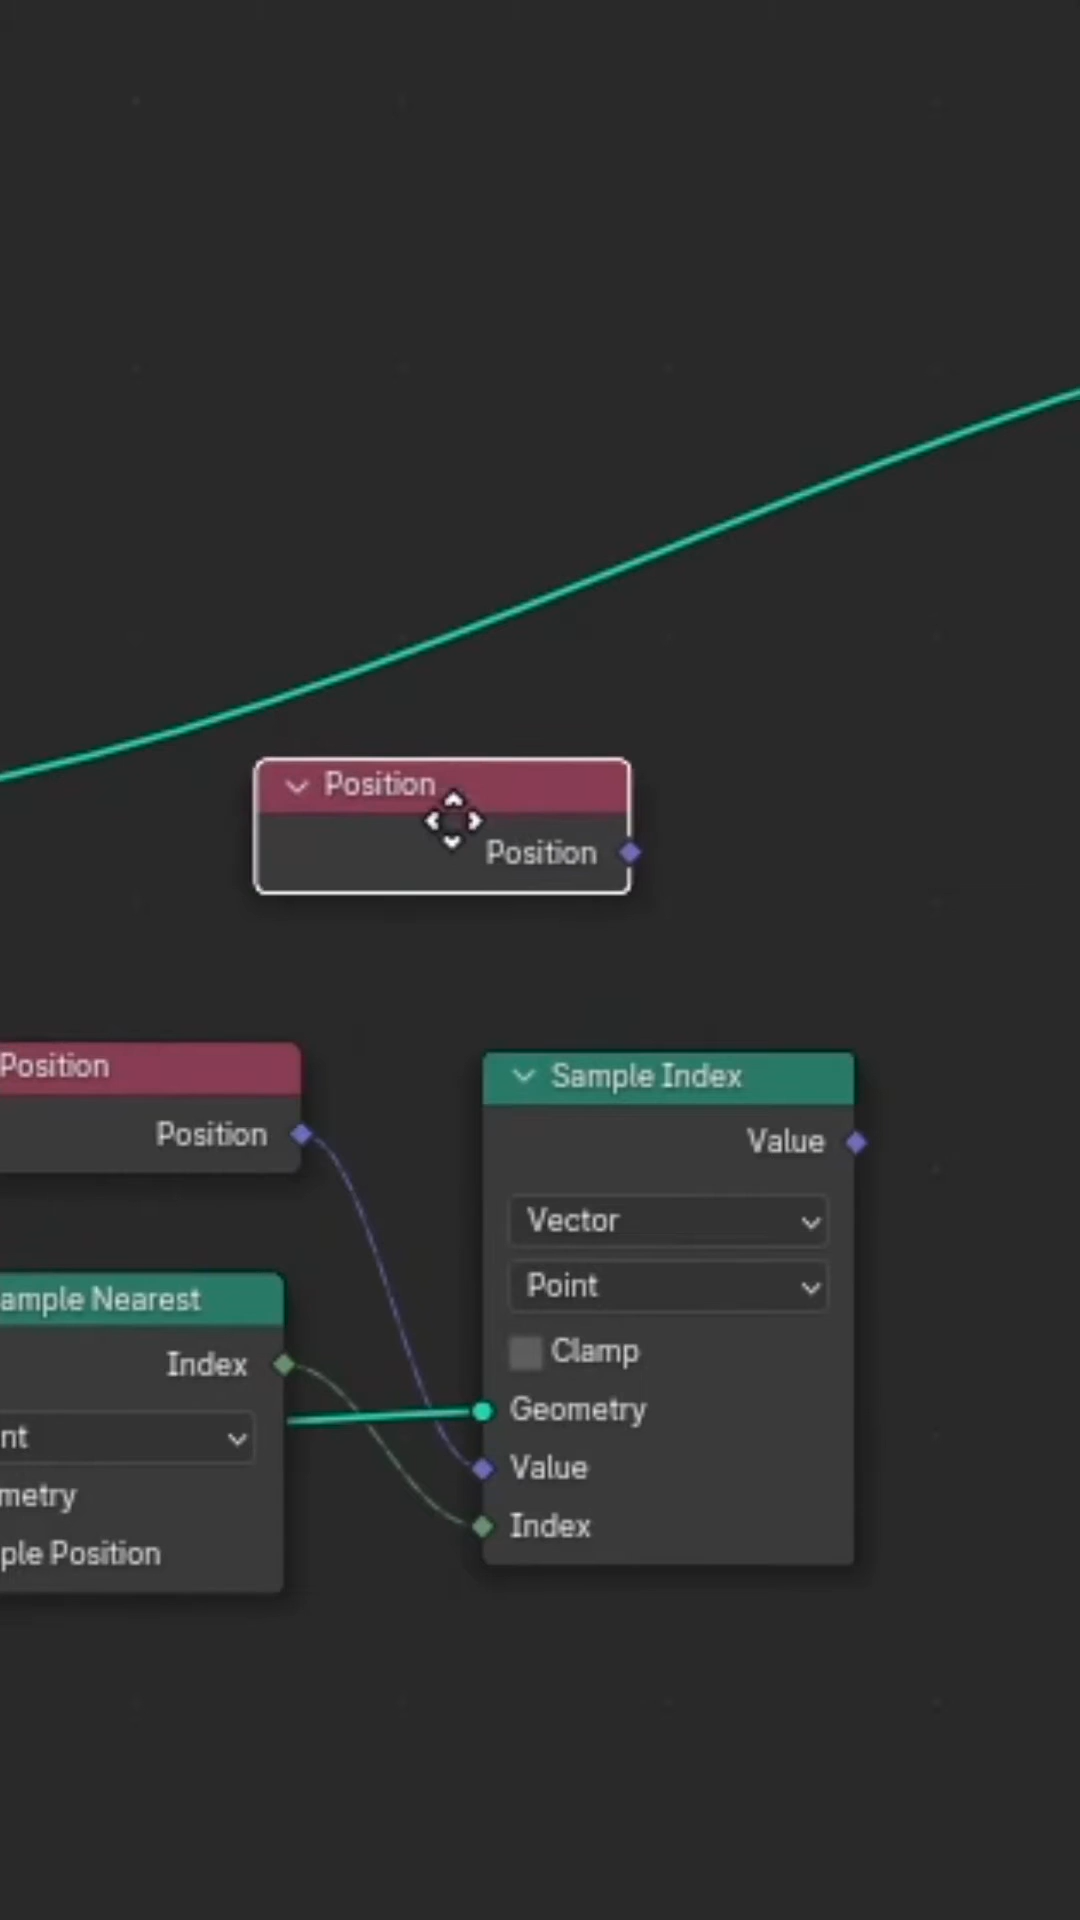 Position
Position
Position
Position
Sample Index
Value
Vector
Point
Clamp
Geometry
Value
Index
ample Nearest
Index
nt
metry
ple Position